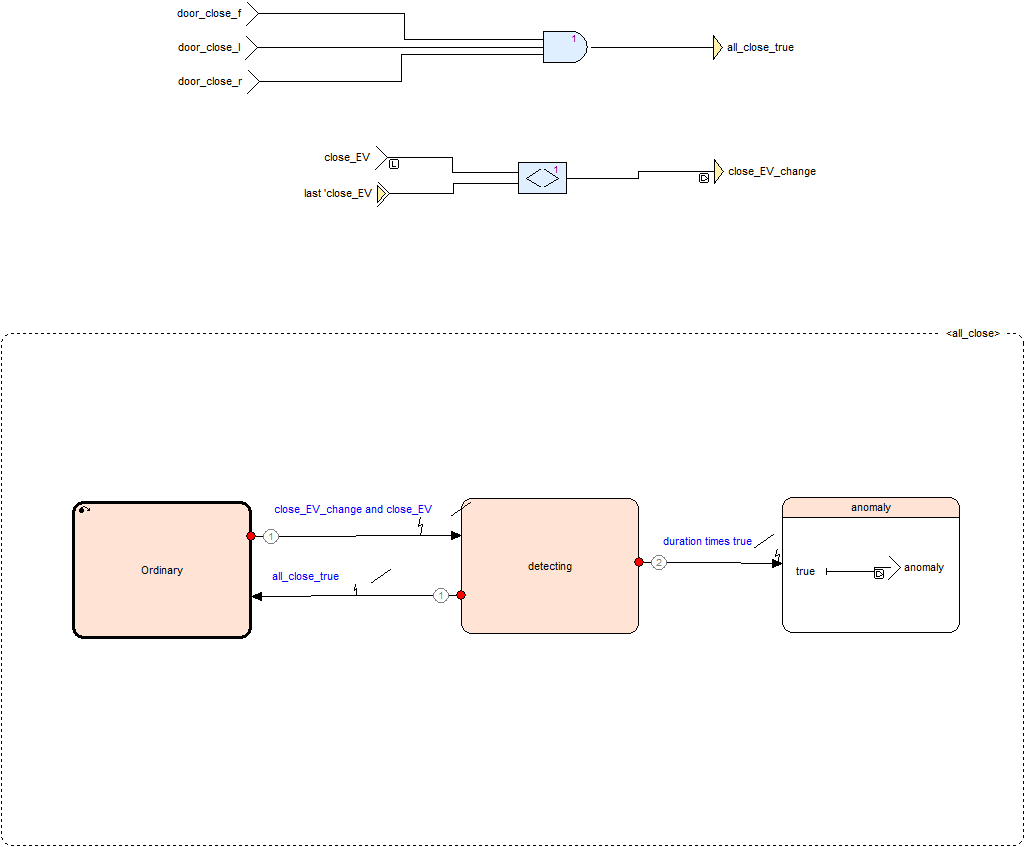 door_close_f
door_close_l
door_close_r
1
all_close_true
close_EV
L
last 'close_EV
1
D
close_EV_change
<all_close>
Ordinary
close_EV_change and close_EV
1
all_close_true
1
detecting
2
duration times true
anomaly
true
D
anomaly